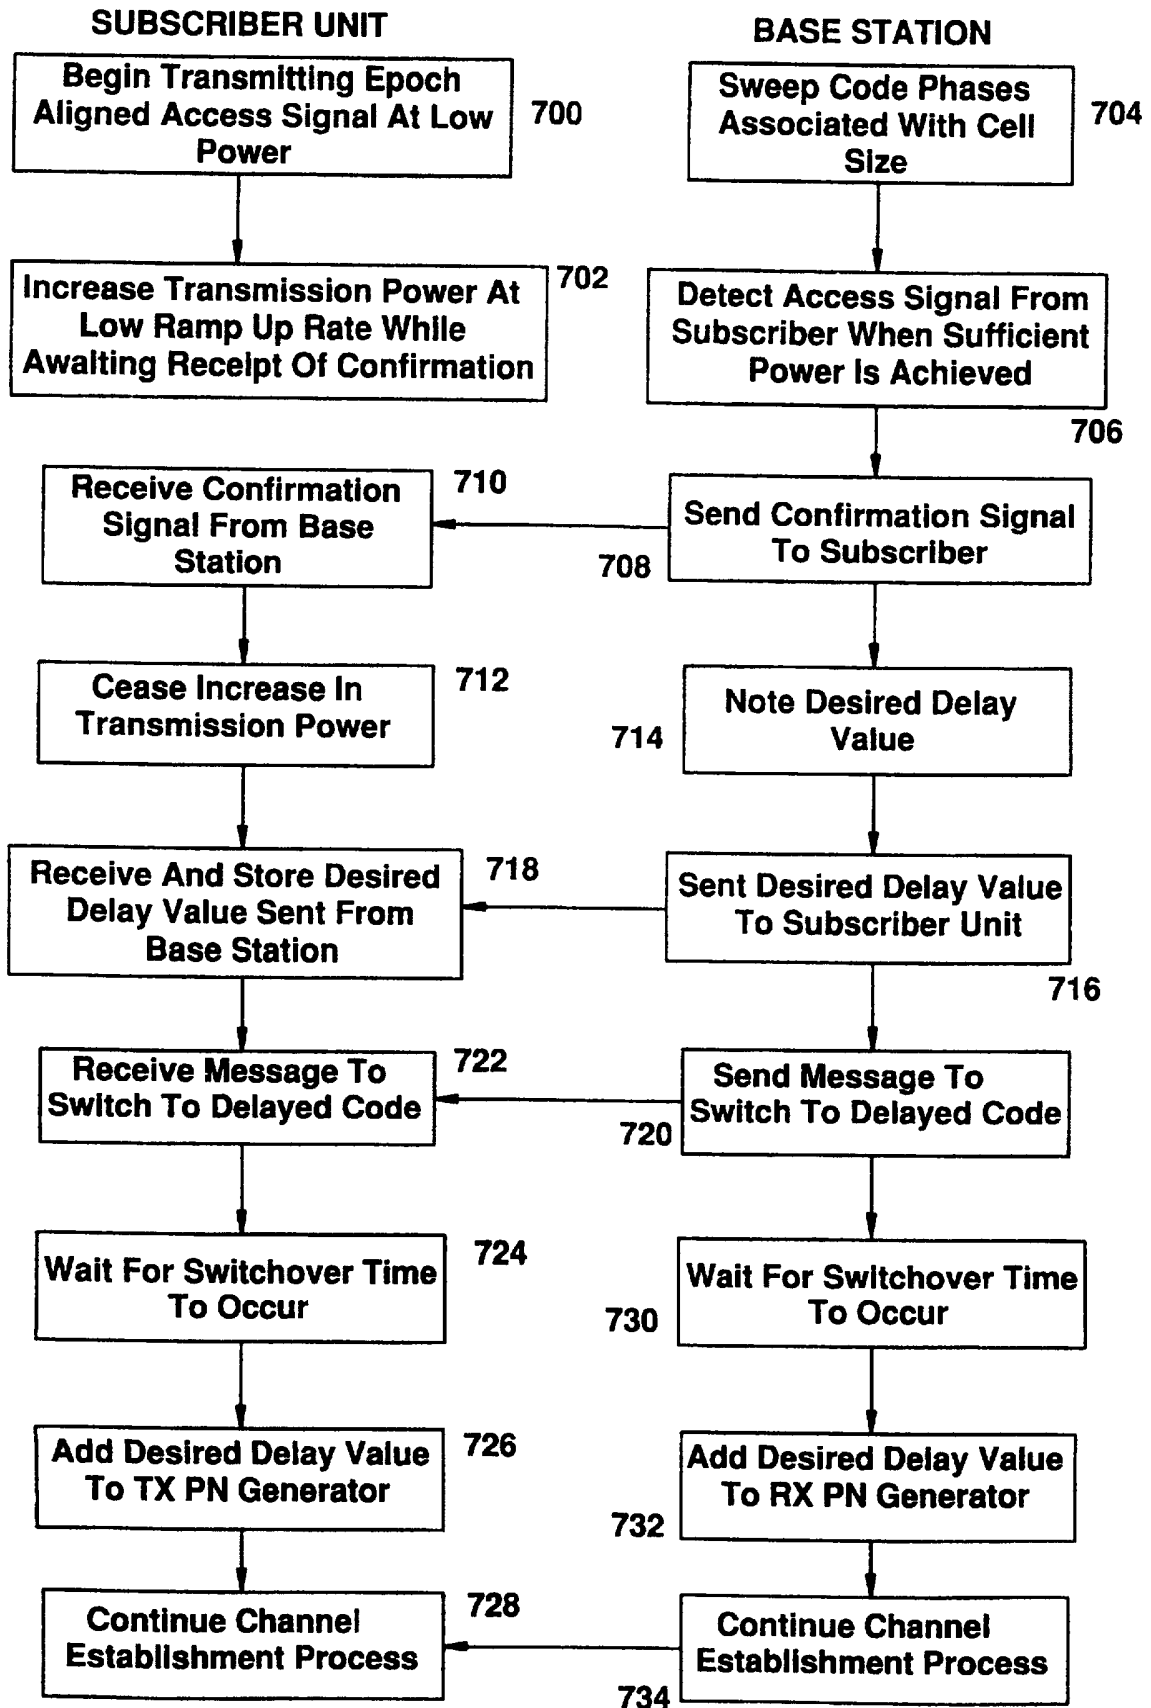 SUBSCRIBER UNIT
Begin Transmitting Epoch
Aligned Access Signal At Low
Power
700
Increase Transmission Power At
Low Ramp Up Rate While
Awaiting Receipt Of Confirmation
702
Receive Confirmation
Signal From Base
Station
710
Cease Increase In
Transmission Power
712
Receive And Store Desired
Delay Value Sent From
Base Station
718
Receive Message To
Switch To Delayed Code
722
Wait For Switchover Time
To Occur
724
Add Desired Delay Value
To TX PN Generator
726
Continue Channel
Establishment Process
728
BASE STATION
Sweep Code Phases
Associated With Cell
Size
704
Detect Access Signal From
Subscriber When Sufficient
Power Is Achieved
706
Send Confirmation Signal
To Subscriber
708
Note Desired Delay
Value
714
Sent Desired Delay Value
To Subscriber Unit
716
Send Message To
Switch To Delayed Code
720
Wait For Switchover Time
To Occur
730
Add Desired Delay Value
To RX PN Generator
732
Continue Channel
Establishment Process
734